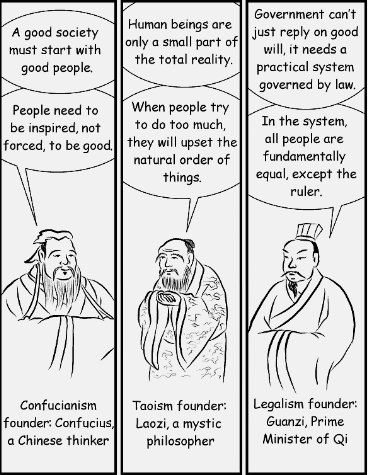 A good society
must start with
good people.
People need to
be inspired, not
forced, to be good.
Confucianism
founder: Confucius,
a Chinese thinker
Human beings are
only a small part of
the total reality.
When people try
to do too much,
they will upset the
natural order of
things.
Taoism founder:
Laozi, a mystic
philosopher
Government can't
just reply on good
will, it needs a
practical system
governed by law.
In the system,
all people are
fundamentally
equal, except the
ruler.
Legalism founder:
Guanzi, Prime
Minister of Qi